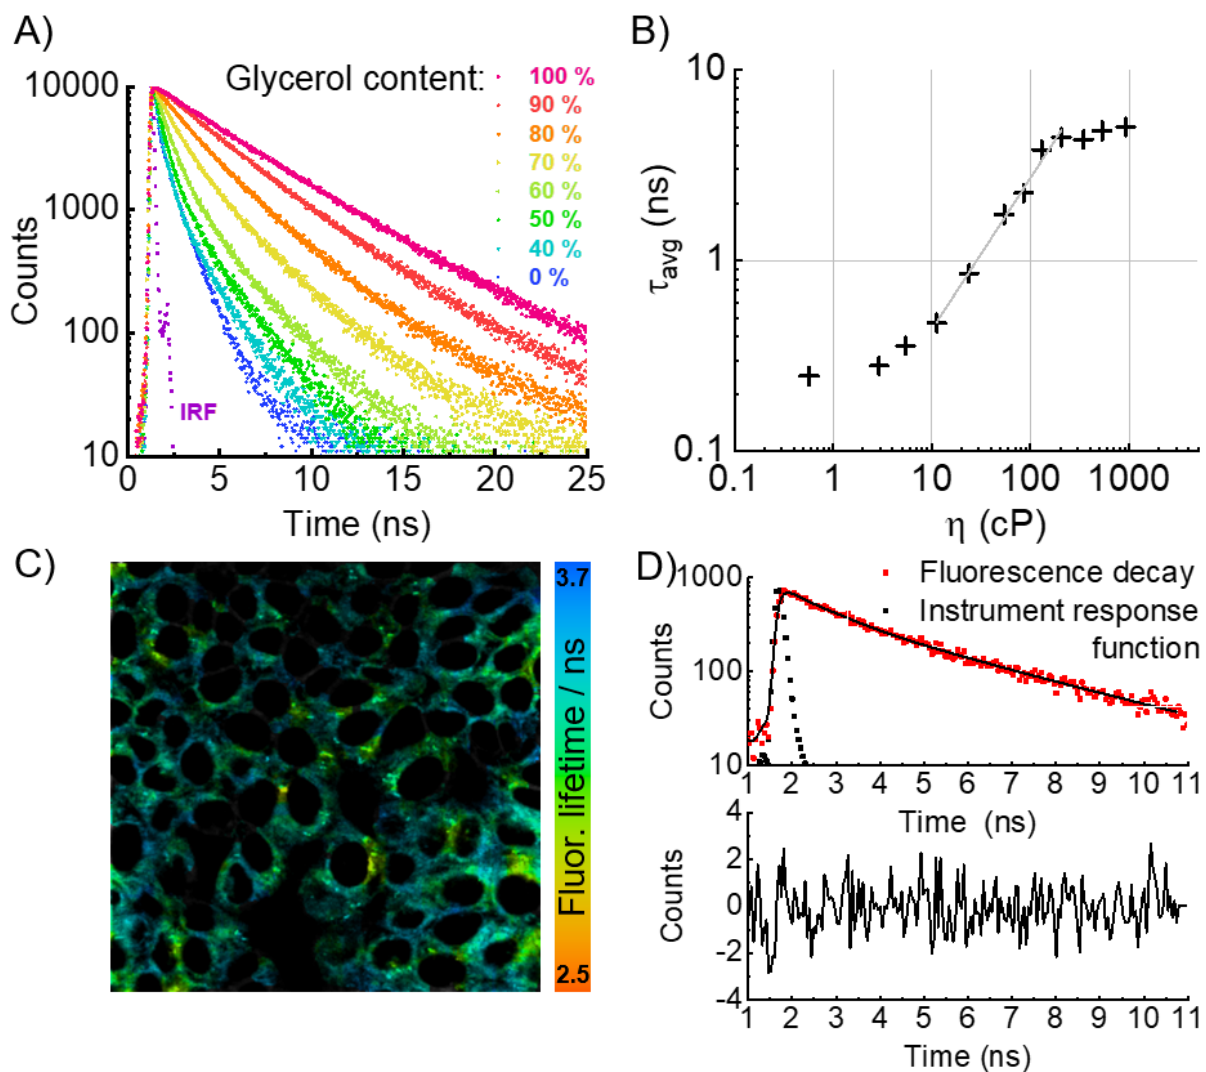 A)
Glycerol content:
100 %
90 %
80 %
70 %
60 %
50 %
40 %
0 %
10000
1000
100
10
Counts
IRF
0
5
10
15
20
25
Time (ns)
B)
10
1
0.1
τavg (ns)
0.1
1
10
100
1000
η (cP)
C)
3.7
Fluor. lifetime / ns
2.5
D)
Fluorescence decay
Instrument response
function
1000
100
10
Counts
1 2 3 4 5 6 7 8 9 10 11
Time (ns)
4
2
0
-2
-4
Counts
1 2 3 4 5 6 7 8 9 10 11
Time (ns)